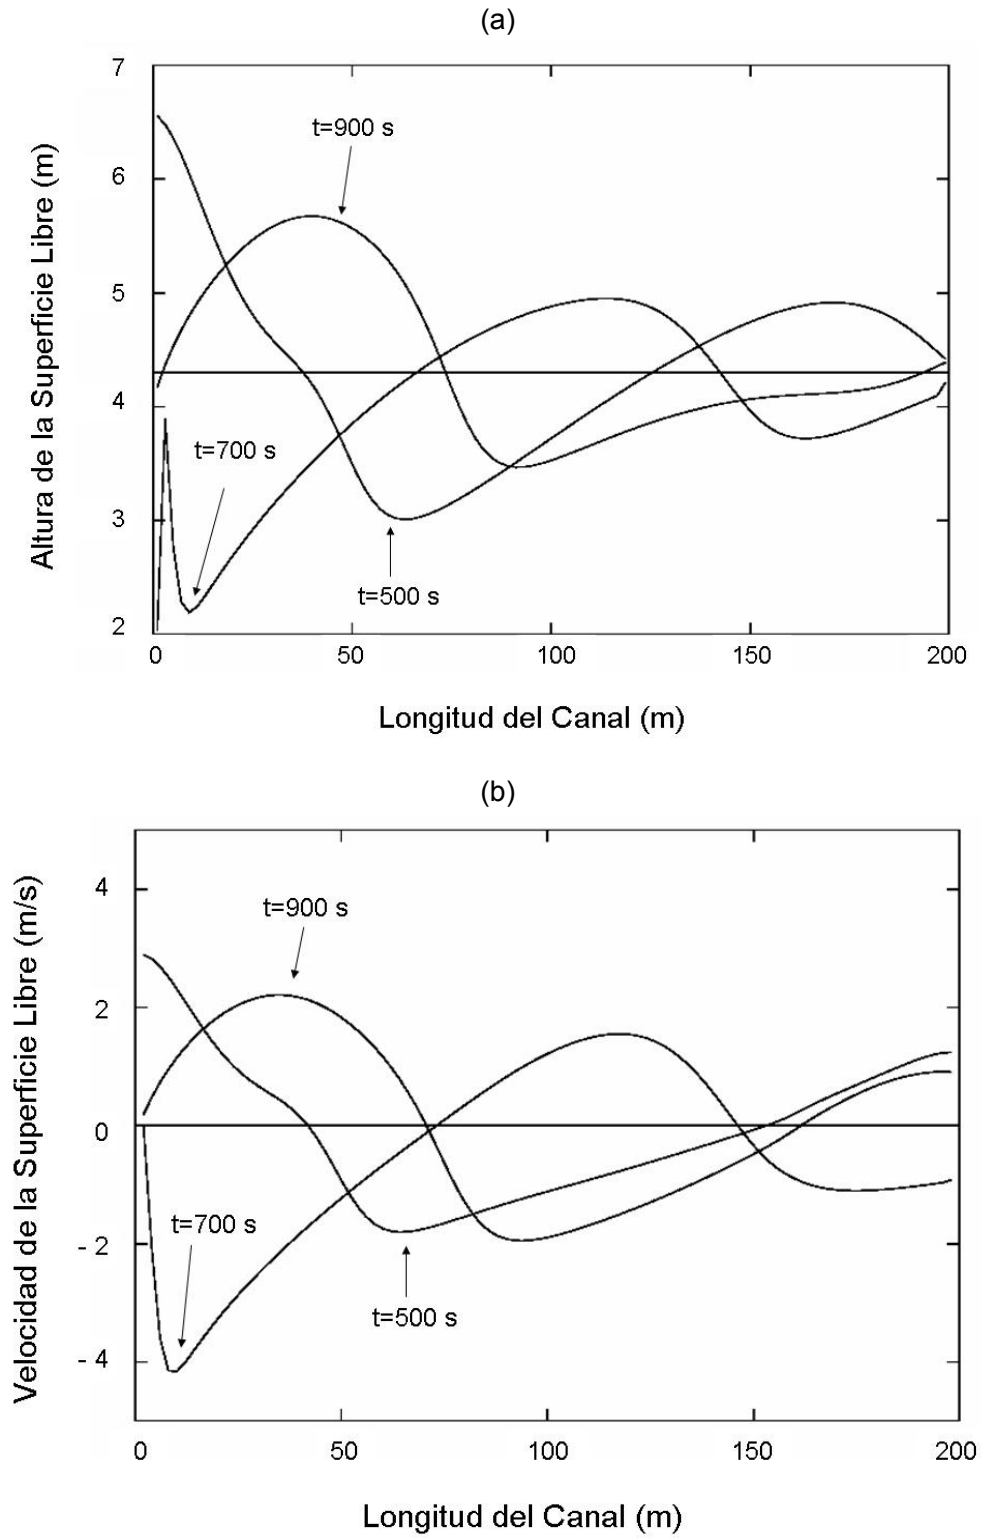 (a)
Altura de la Superficie Libre (m)
7
6
5
4
3
2
t=900 s
t=700 s
t=500 s
0 50 100 150 200
Longitud del Canal (m)
(b)
Velocidad de la Superficie Libre (m/s)
4
2
0
- 2
- 4
t=900 s
t=700 s
t=500 s
0 50 100 150 200
Longitud del Canal (m)